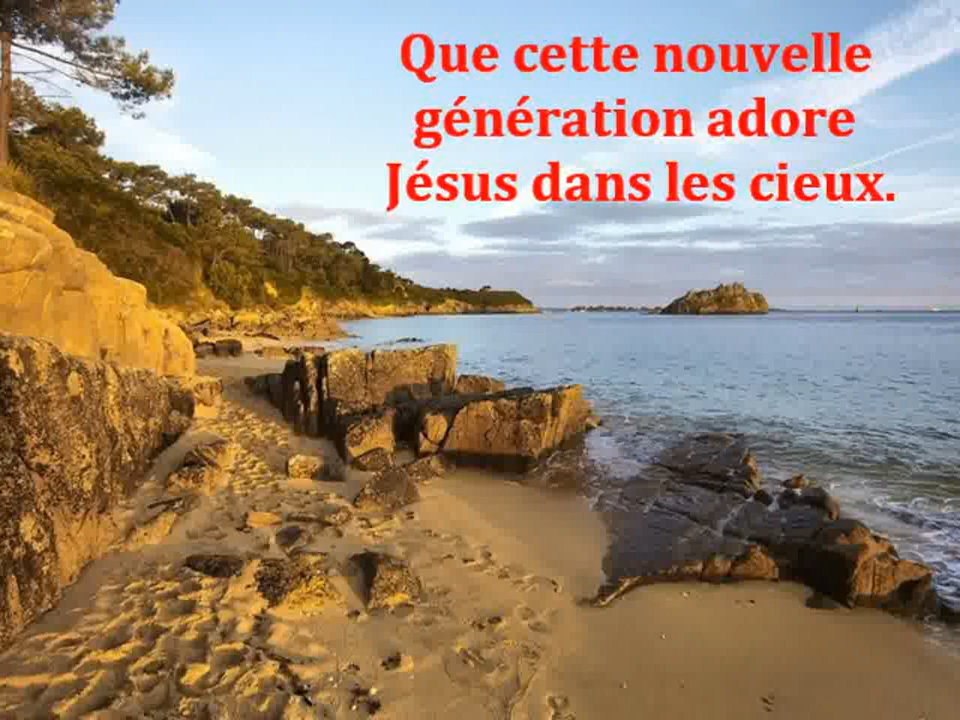 Que cette nouvelle
génération adore
Jésus dans les cieux.